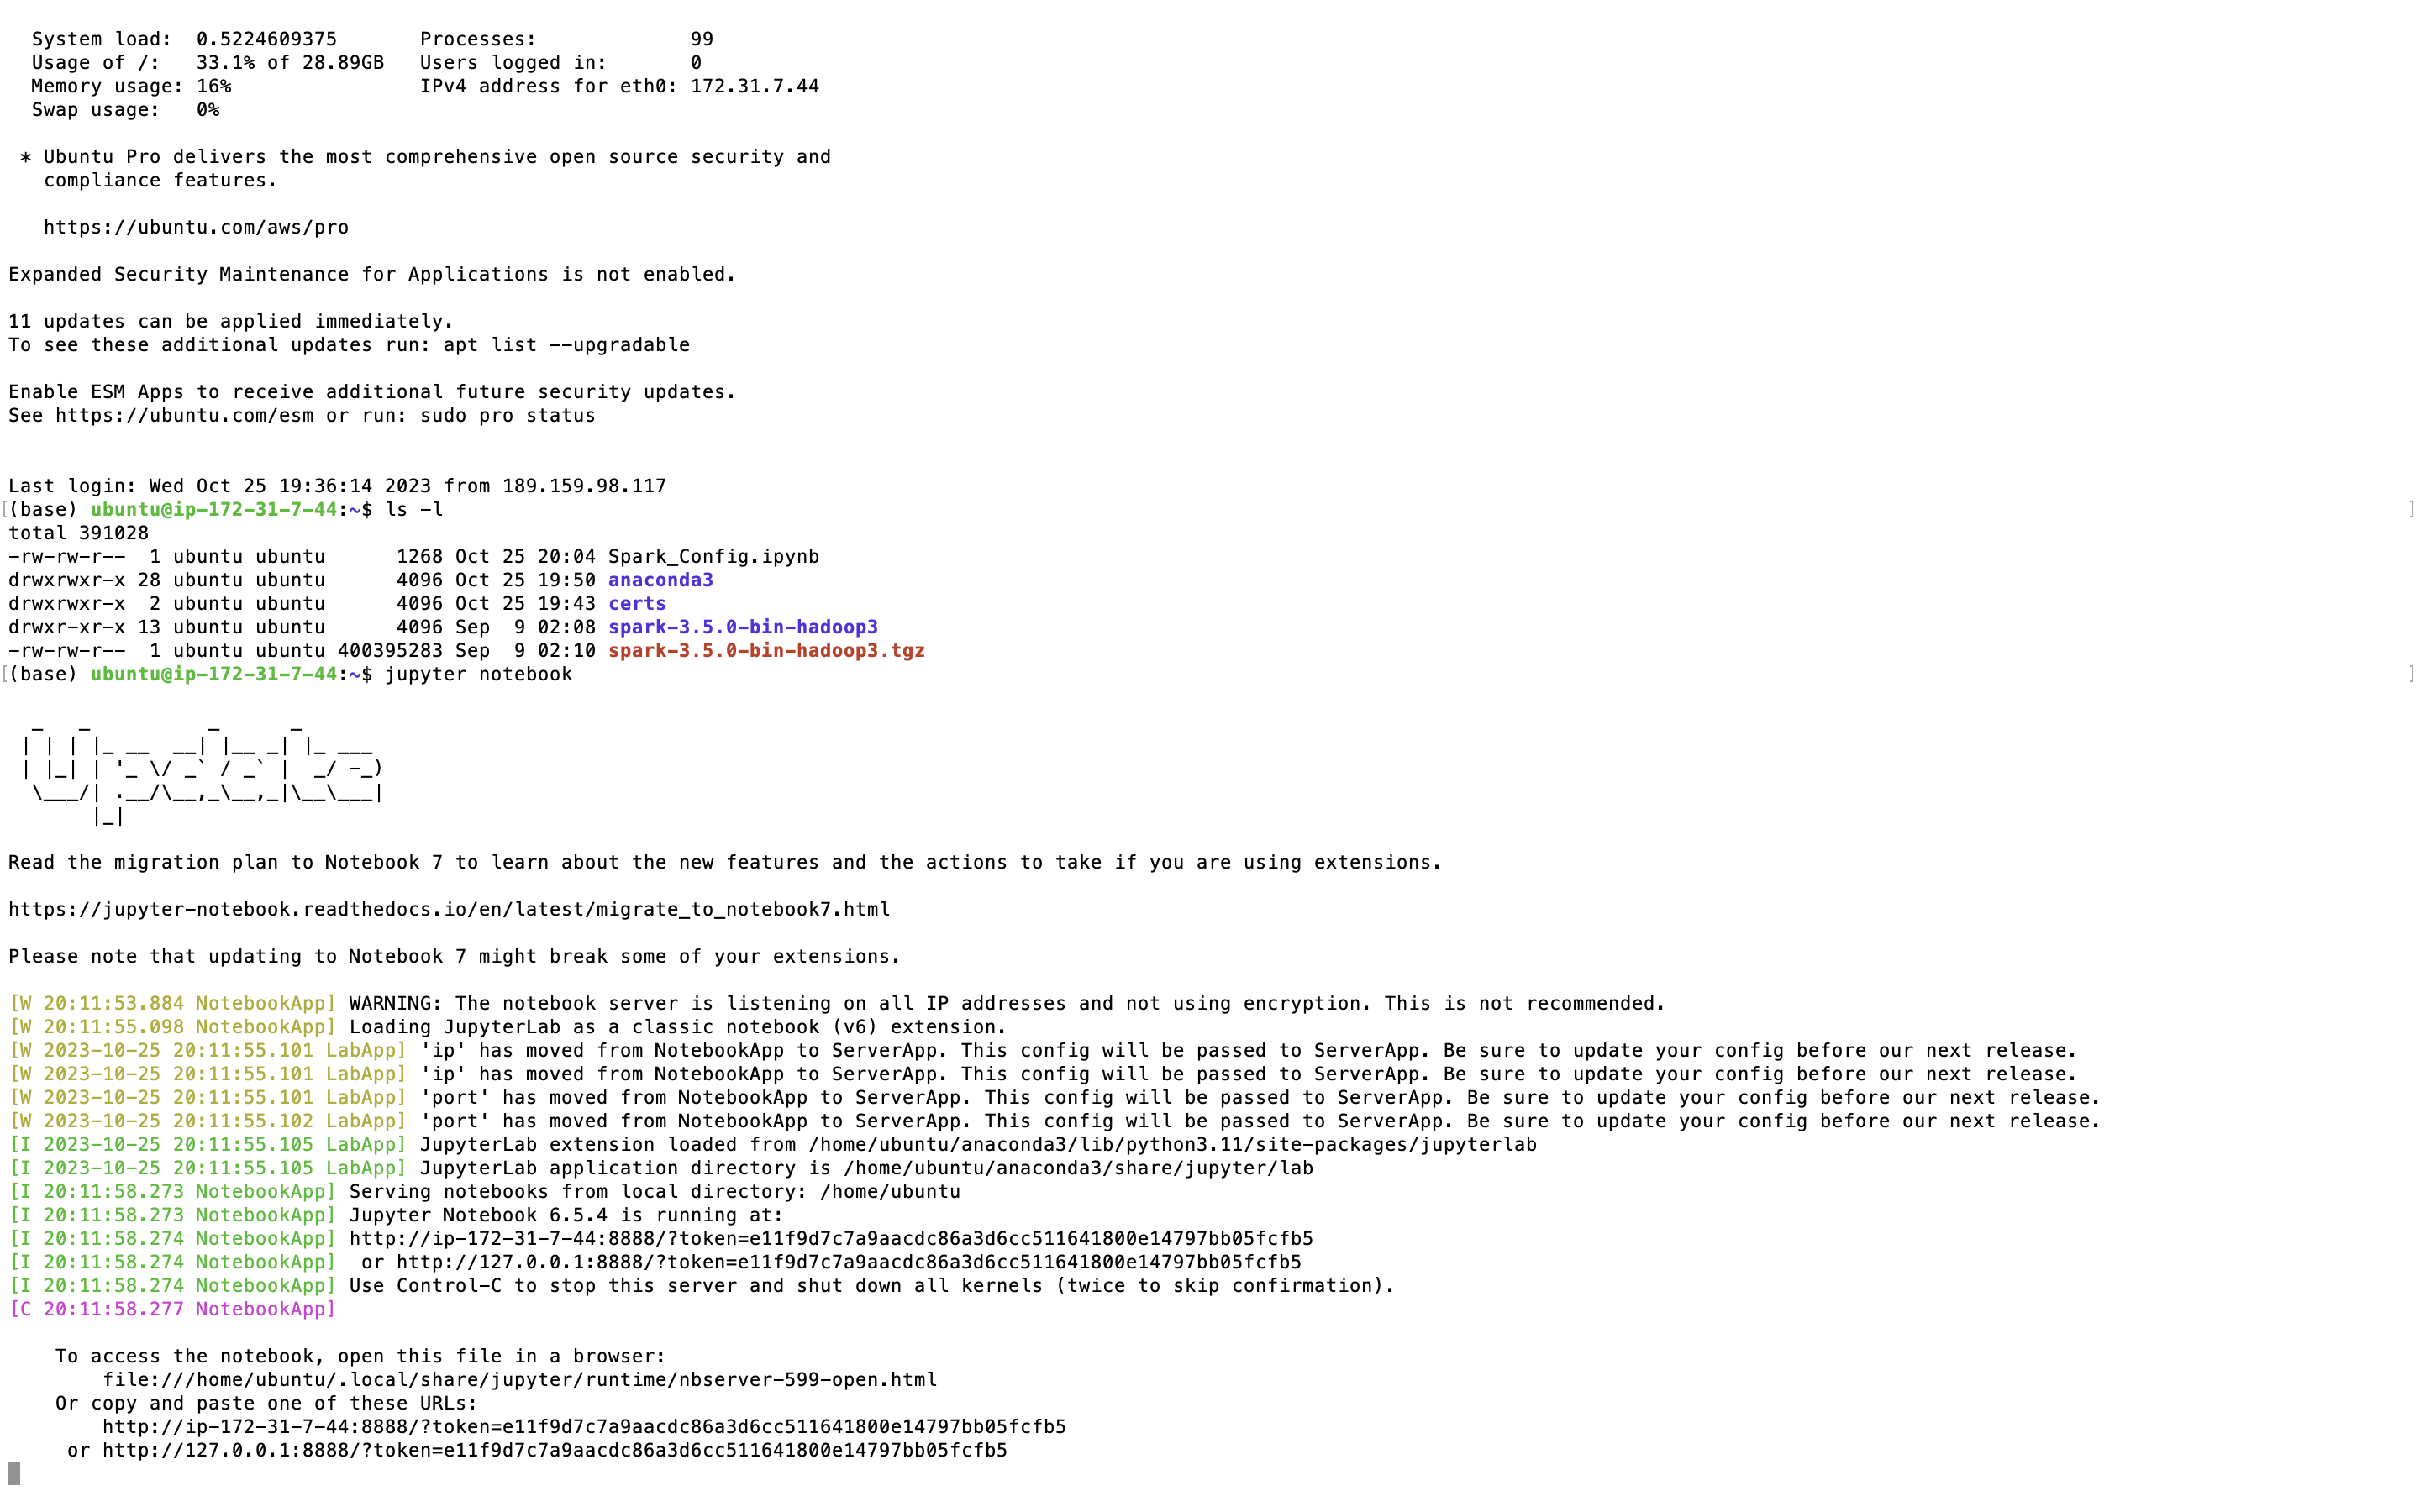 System load:  0.5224609375       Processes:             99
  Usage of /:   33.1% of 28.89GB   Users logged in:       0
  Memory usage: 16%                IPv4 address for eth0: 172.31.7.44
  Swap usage:   0%

 * Ubuntu Pro delivers the most comprehensive open source security and
   compliance features.

   https://ubuntu.com/aws/pro

Expanded Security Maintenance for Applications is not enabled.

11 updates can be applied immediately.
To see these additional updates run: apt list --upgradable

Enable ESM Apps to receive additional future security updates.
See https://ubuntu.com/esm or run: sudo pro status


Last login: Wed Oct 25 19:36:14 2023 from 189.159.98.117
[(base) ubuntu@ip-172-31-7-44:~$ ls -l ]
total 391028
-rw-rw-r--  1 ubuntu ubuntu      1268 Oct 25 20:04 Spark_Config.ipynb
drwxrwxr-x 28 ubuntu ubuntu      4096 Oct 25 19:50 anaconda3
drwxrwxr-x  2 ubuntu ubuntu      4096 Oct 25 19:43 certs
drwxr-xr-x 13 ubuntu ubuntu      4096 Sep  9 02:08 spark-3.5.0-bin-hadoop3
-rw-rw-r--  1 ubuntu ubuntu 400395283 Sep  9 02:10 spark-3.5.0-bin-hadoop3.tgz
[(base) ubuntu@ip-172-31-7-44:~$ jupyter notebook ]

  _   _          _      _
 | | | |_ __  __| |__ _| |_ ___
 | |_| | '_ \/ _` / _` |  _/ -_)
  \___/| .__/\__,_\__,_|\__\___|
       |_|

Read the migration plan to Notebook 7 to learn about the new features and the actions to take if you are using extensions.

https://jupyter-notebook.readthedocs.io/en/latest/migrate_to_notebook7.html

Please note that updating to Notebook 7 might break some of your extensions.

[W 20:11:53.884 NotebookApp] WARNING: The notebook server is listening on all IP addresses and not using encryption. This is not recommended.
[W 20:11:55.098 NotebookApp] Loading JupyterLab as a classic notebook (v6) extension.
[W 2023-10-25 20:11:55.101 LabApp] 'ip' has moved from NotebookApp to ServerApp. This config will be passed to ServerApp. Be sure to update your config before our next release.
[W 2023-10-25 20:11:55.101 LabApp] 'ip' has moved from NotebookApp to ServerApp. This config will be passed to ServerApp. Be sure to update your config before our next release.
[W 2023-10-25 20:11:55.101 LabApp] 'port' has moved from NotebookApp to ServerApp. This config will be passed to ServerApp. Be sure to update your config before our next release.
[W 2023-10-25 20:11:55.102 LabApp] 'port' has moved from NotebookApp to ServerApp. This config will be passed to ServerApp. Be sure to update your config before our next release.
[I 2023-10-25 20:11:55.105 LabApp] JupyterLab extension loaded from /home/ubuntu/anaconda3/lib/python3.11/site-packages/jupyterlab
[I 2023-10-25 20:11:55.105 LabApp] JupyterLab application directory is /home/ubuntu/anaconda3/share/jupyter/lab
[I 20:11:58.273 NotebookApp] Serving notebooks from local directory: /home/ubuntu
[I 20:11:58.273 NotebookApp] Jupyter Notebook 6.5.4 is running at:
[I 20:11:58.274 NotebookApp] http://ip-172-31-7-44:8888/?token=e11f9d7c7a9aacdc86a3d6cc511641800e14797bb05fcfb5
[I 20:11:58.274 NotebookApp]  or http://127.0.0.1:8888/?token=e11f9d7c7a9aacdc86a3d6cc511641800e14797bb05fcfb5
[I 20:11:58.274 NotebookApp] Use Control-C to stop this server and shut down all kernels (twice to skip confirmation).
[C 20:11:58.277 NotebookApp]

    To access the notebook, open this file in a browser:
        file:///home/ubuntu/.local/share/jupyter/runtime/nbserver-599-open.html
    Or copy and paste one of these URLs:
        http://ip-172-31-7-44:8888/?token=e11f9d7c7a9aacdc86a3d6cc511641800e14797bb05fcfb5
     or http://127.0.0.1:8888/?token=e11f9d7c7a9aacdc86a3d6cc511641800e14797bb05fcfb5